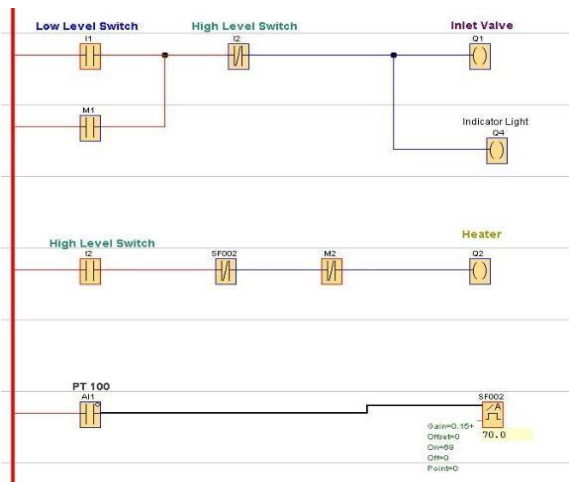 Low Level Switch High Level Switch Inlet Valve
I1 I2 Q1
M1
Indicator Light
Q4
High Level Switch Heater
I2 SF002 M2 Q2
PT 100
AI1 SF002
/A
Gain=0.15+
Offset=0 70.0
On=69
Off=0
Point=0